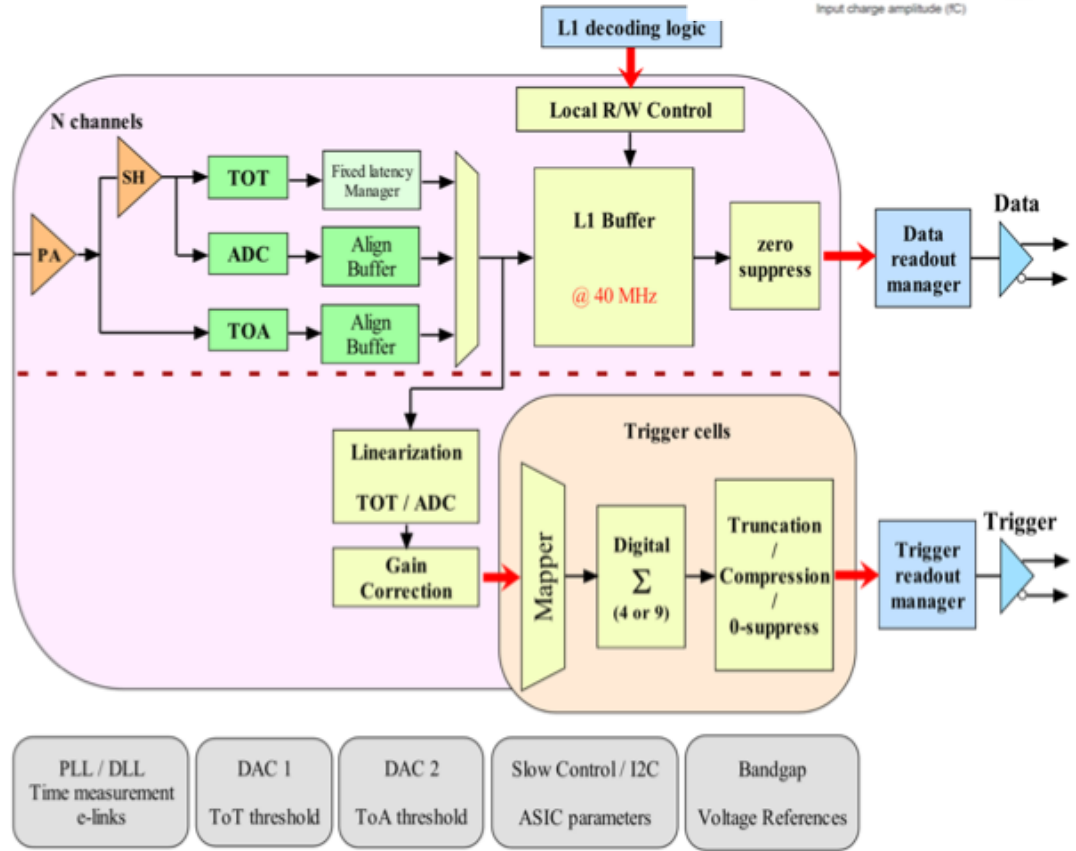 Input charge amplitude (fC)
L1 decoding logic
Local R/W Control
N channels
SH
TOT
Fixed latency
Manager
PA
ADC
Align
Buffer
TOA
Align
Buffer
L1 Buffer
@ 40 MHz
zero
suppress
Data
readout
manager
Data
Linearization
TOT / ADC
Gain
Correction
Trigger cells
Mapper
Digital
Σ
(4 or 9)
Truncation
/
Compression
/
0-suppress
Trigger
readout
manager
Trigger
PLL / DLL
Time measurement
e-links
DAC 1
ToT threshold
DAC 2
ToA threshold
Slow Control / I2C
ASIC parameters
Bandgap
Voltage References